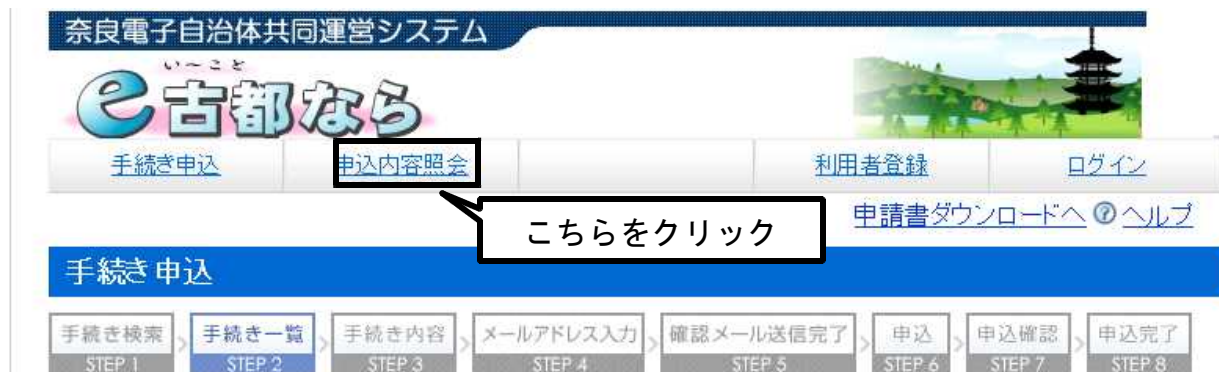 奈良電子自治体共同運営システム
い～こと
e古都なら
手続き申込 申込内容照会 利用者登録 ログイン
こちらをクリック
申請書ダウンロードへ ? ヘルプ
手続き申込
手続き検索 > 手続き一覧 > 手続き内容 > メールアドレス入力 > 確認メール送信完了 > 申込 > 申込確認 > 申込完了
STEP 1 STEP 2 STEP 3 STEP 4 STEP 5 STEP 6 STEP 7 STEP 8